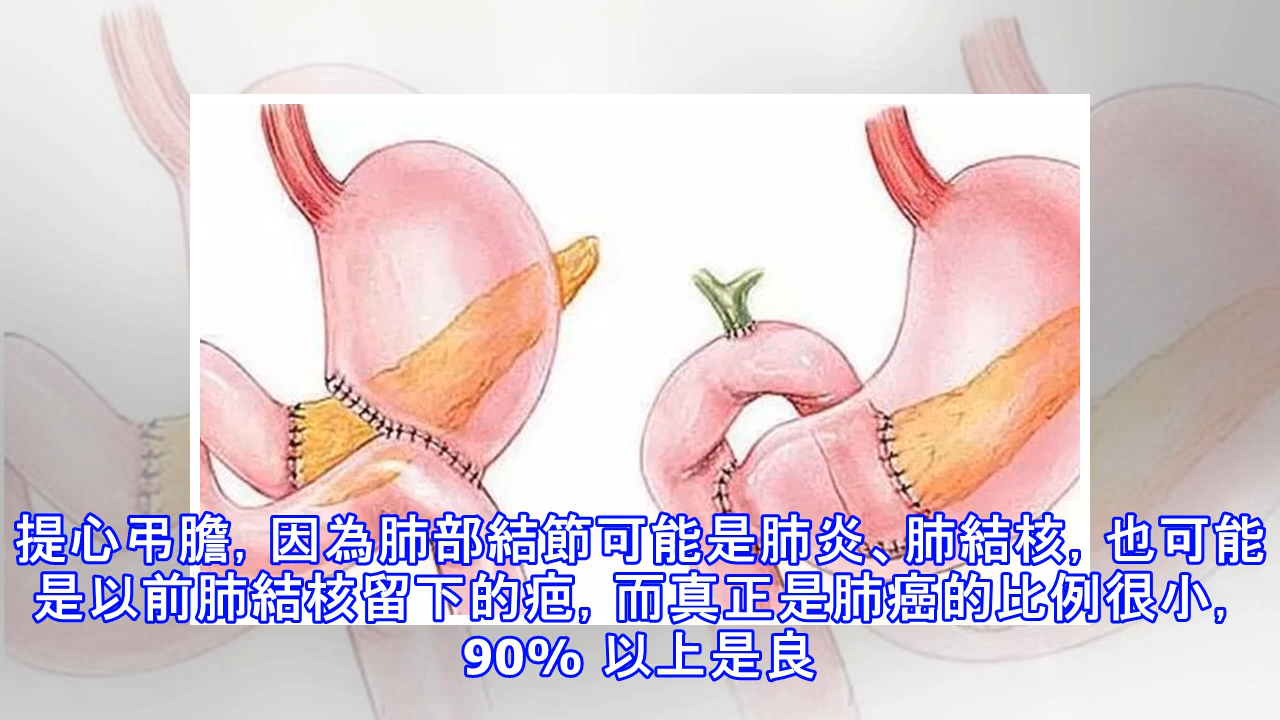 提心弔膽, 因為肺部結節可能是肺炎、肺結核, 也可能
是以前肺結核留下的疤, 而真正是肺癌的比例很小,
90% 以上是良